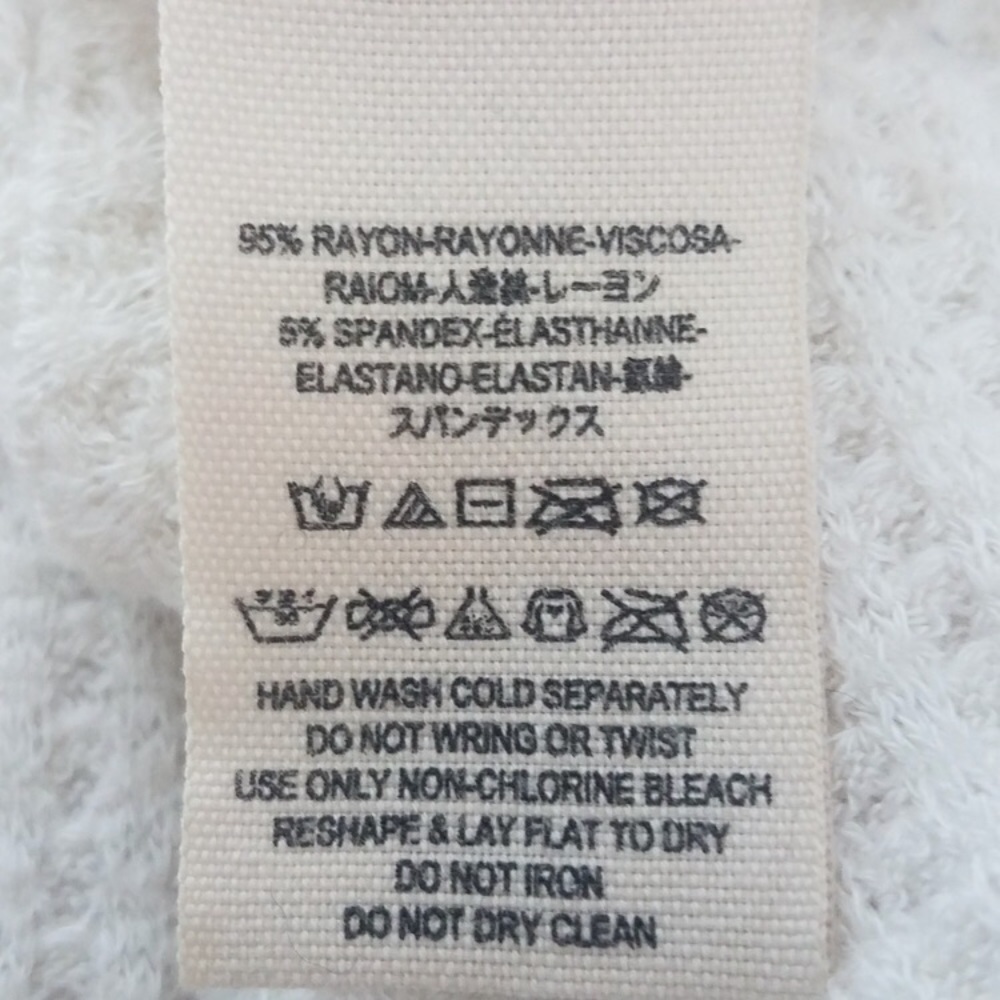 95% RAYON-RAYONNE-VISCOSA-
RAIOM-人造絲-レーヨン
5% SPANDEX-ÉLASTHANNE-
ELASTANO-ELASTAN-氨綸-
スパンデックス
HAND WASH COLD SEPARATELY
DO NOT WRING OR TWIST
USE ONLY NON-CHLORINE BLEACH
RESHAPE & LAY FLAT TO DRY
DO NOT IRON
DO NOT DRY CLEAN